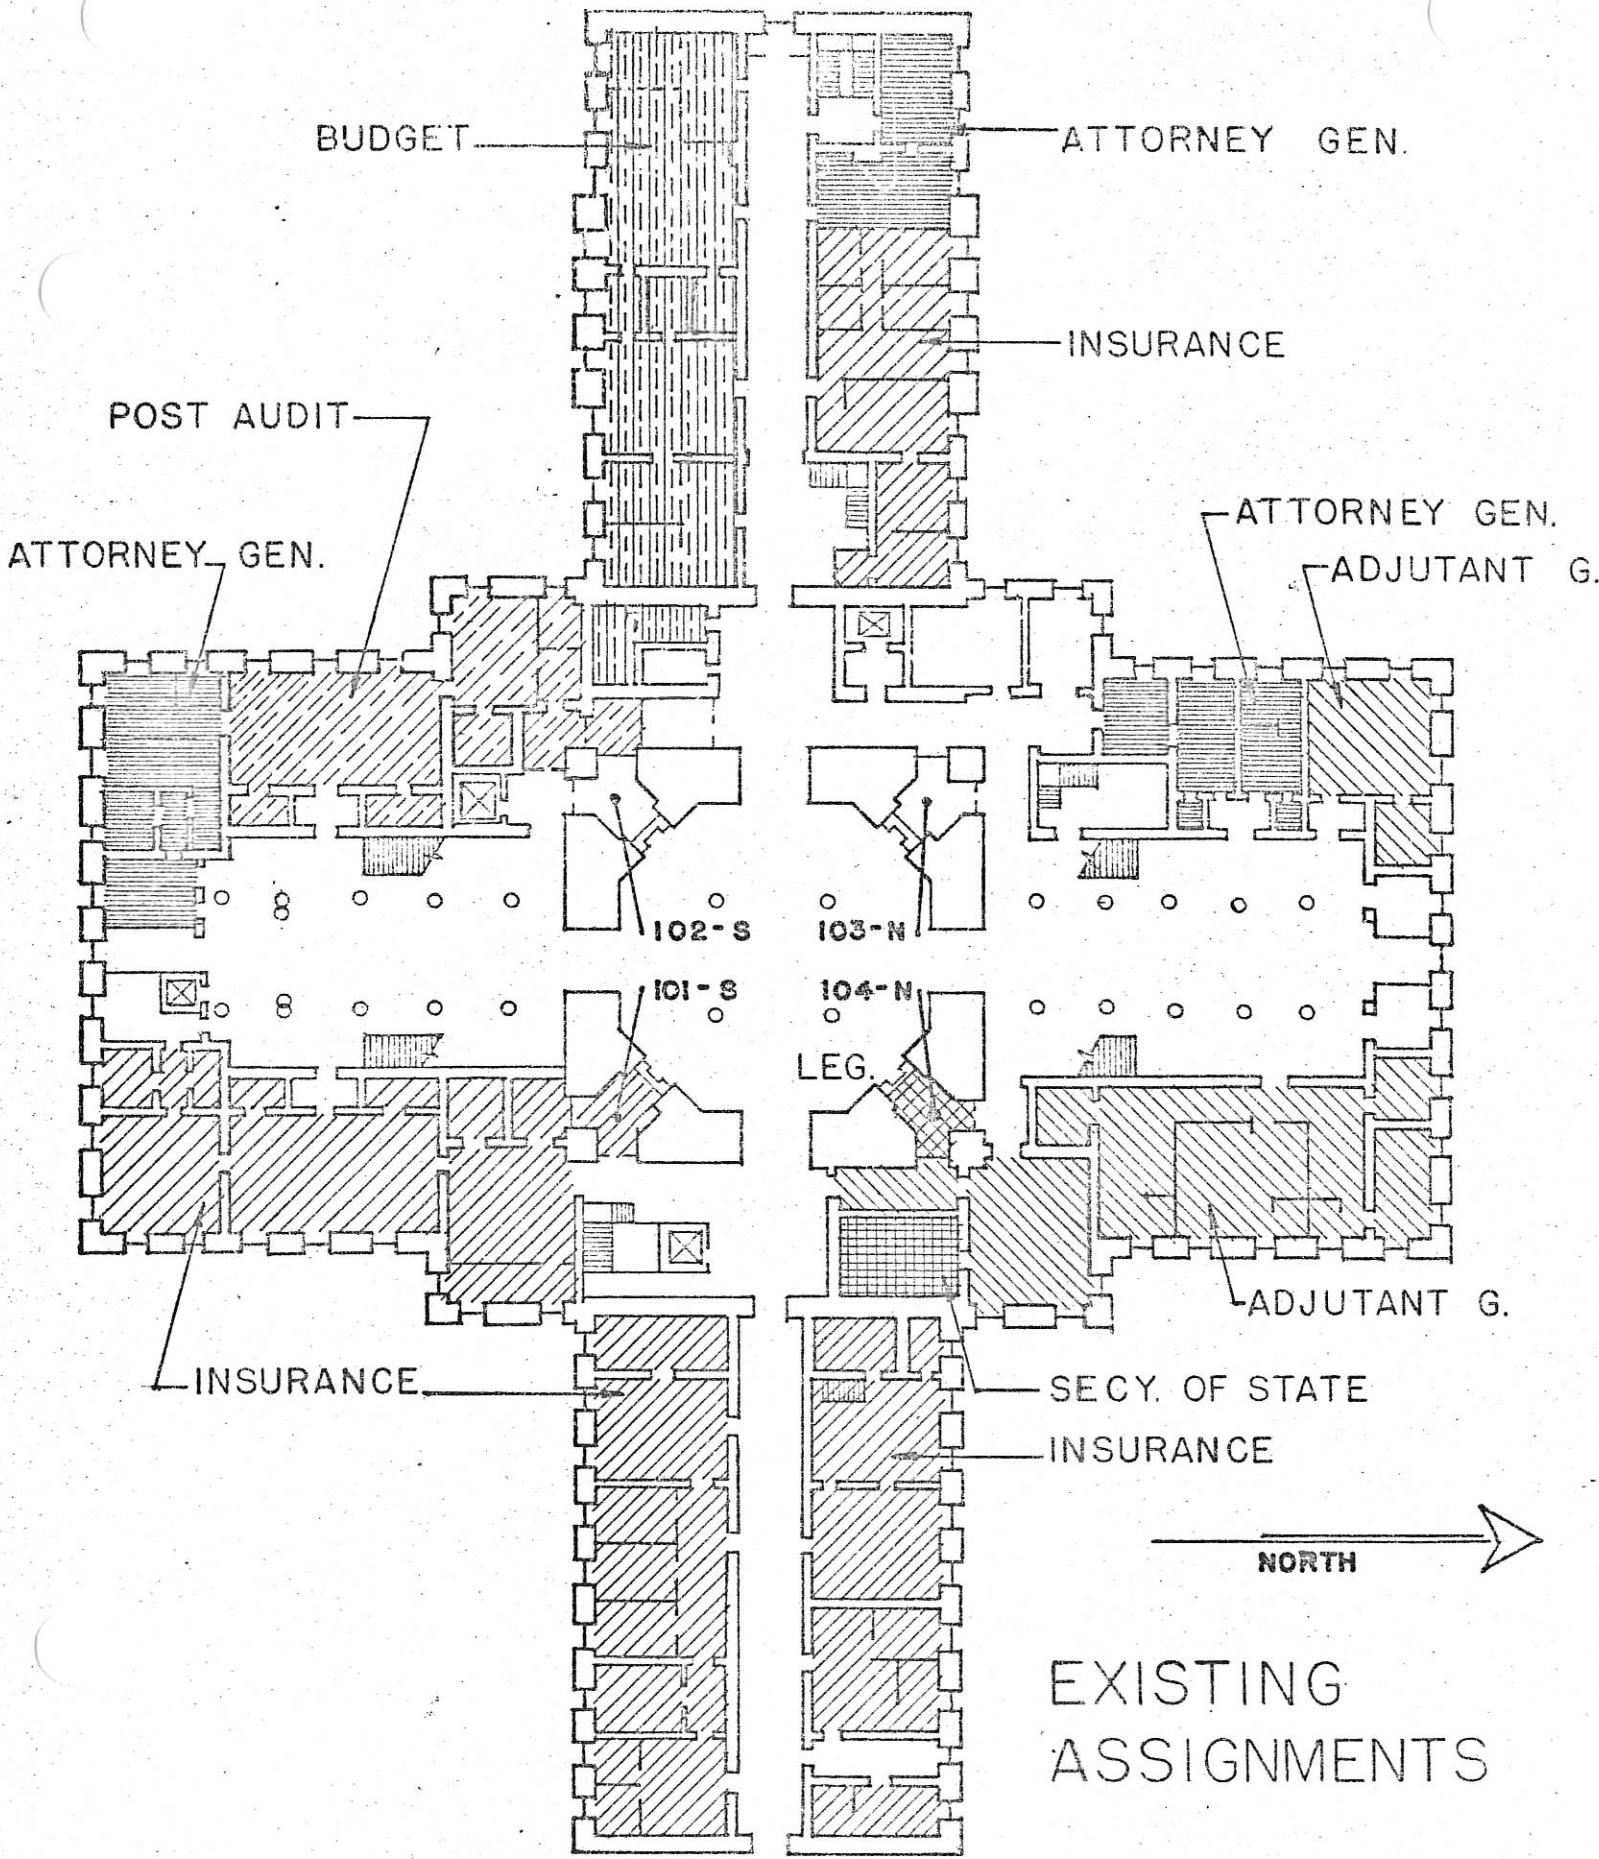 BUDGET
ATTORNEY GEN.
INSURANCE
POST AUDIT
ATTORNEY GEN.
ADJUTANT G.
ATTORNEY GEN.
102-S
103-N
101-S
104-N
LEG.
ADJUTANT G.
INSURANCE
SECY. OF STATE
INSURANCE
NORTH
EXISTING
ASSIGNMENTS